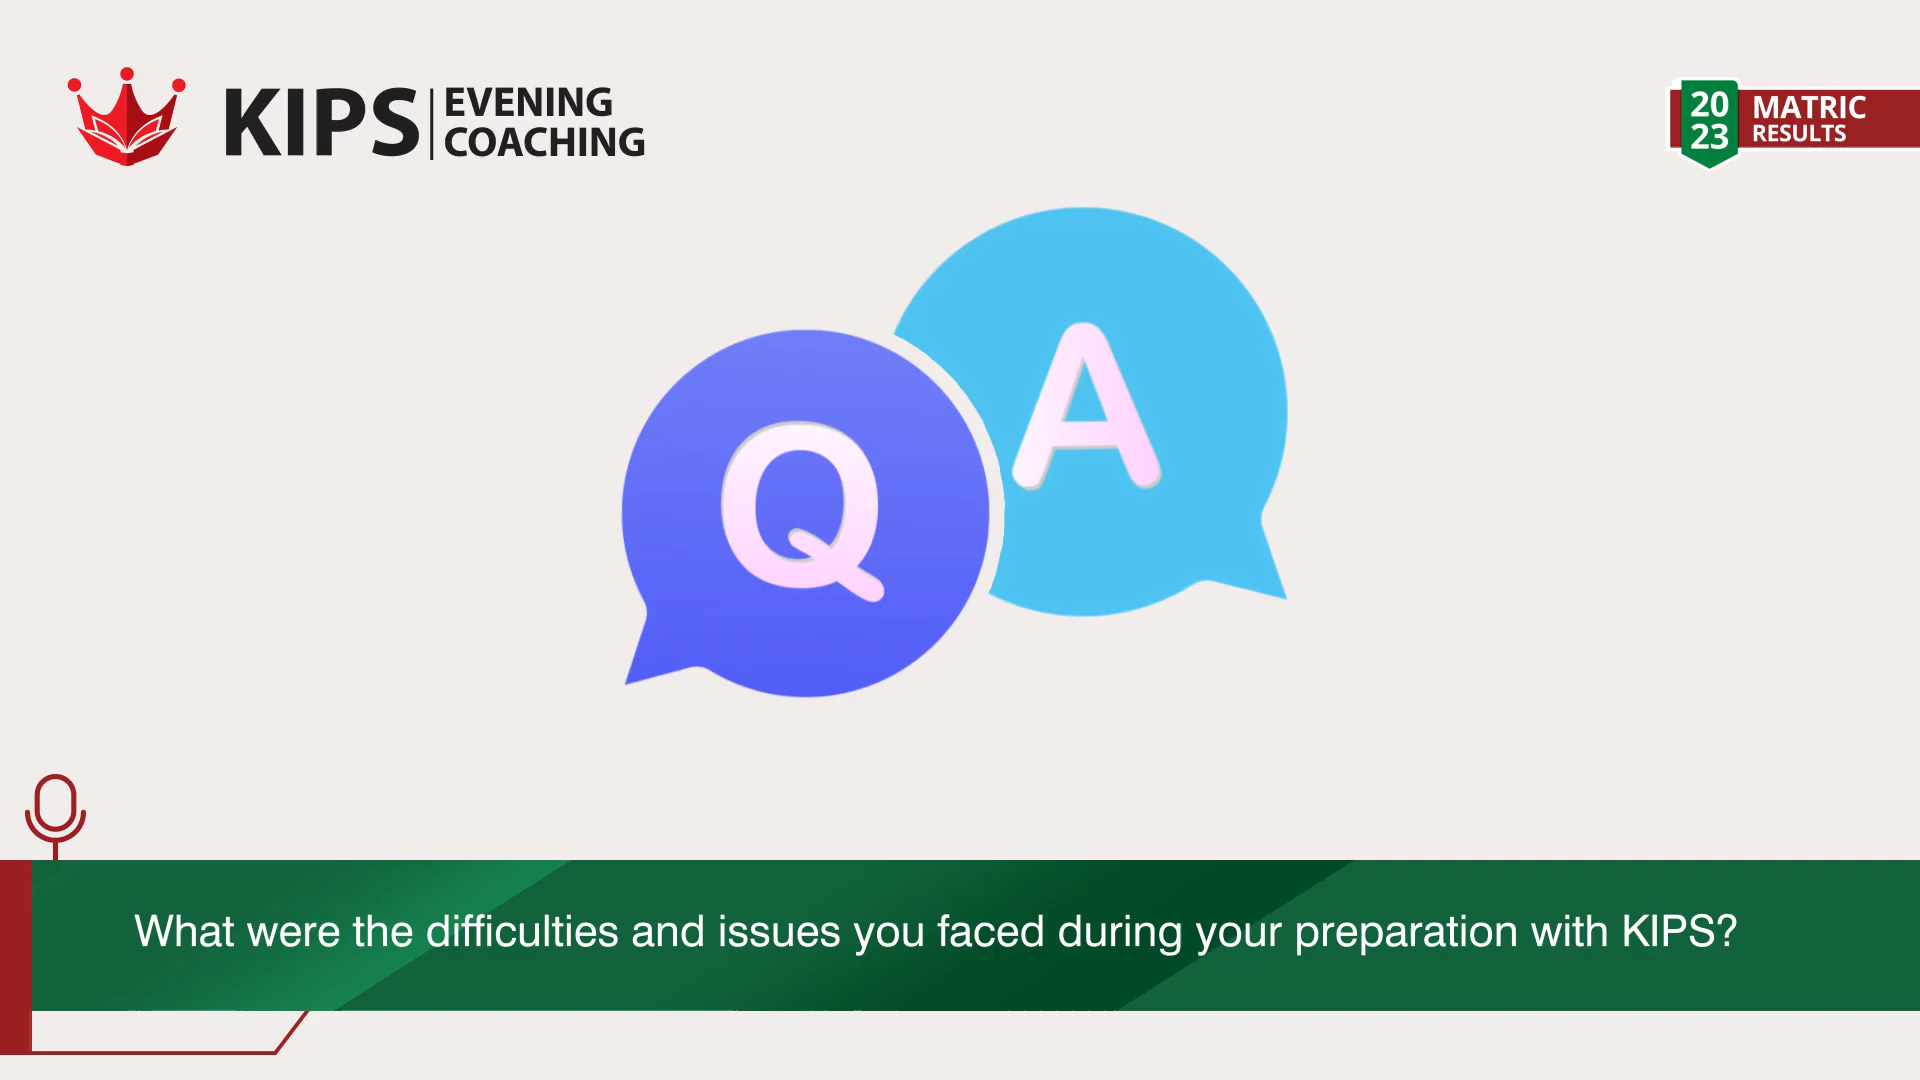 KIPS
EVENING
COACHING
20
23
MATRIC
RESULTS
Q
A
What were the difficulties and issues you faced during your preparation with KIPS?